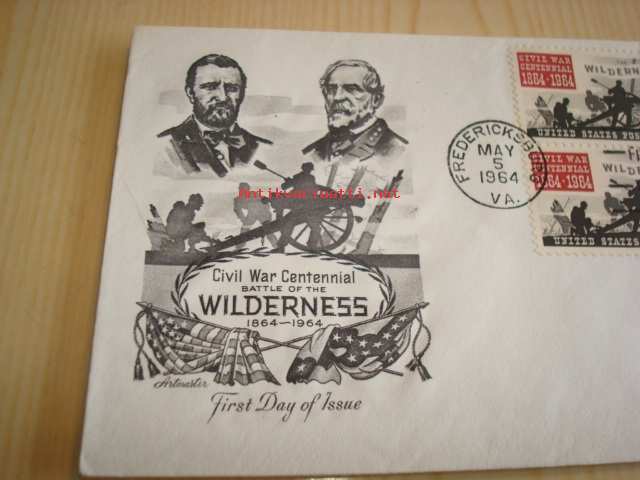 Civil War Centennial
BATTLE OF THE
WILDERNESS
1864—1964
Artmaster
First Day of Issue
FREDERICKSBURG
MAY
5
1964
VA.
CIVIL WAR
CENTENNIAL
1864-1964
WILDERNESS
UNITED STATES
CIVIL WAR
CENTENNIAL
1864-1964
UNITED STATES